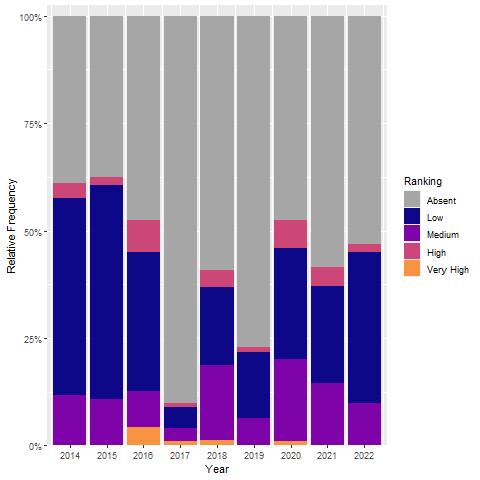 100%
75%
50%
25%
0%
Relative Frequency
2014 2015 2016 2017 2018 2019 2020 2021 2022
Year
Ranking
Absent
Low
Medium
High
Very High